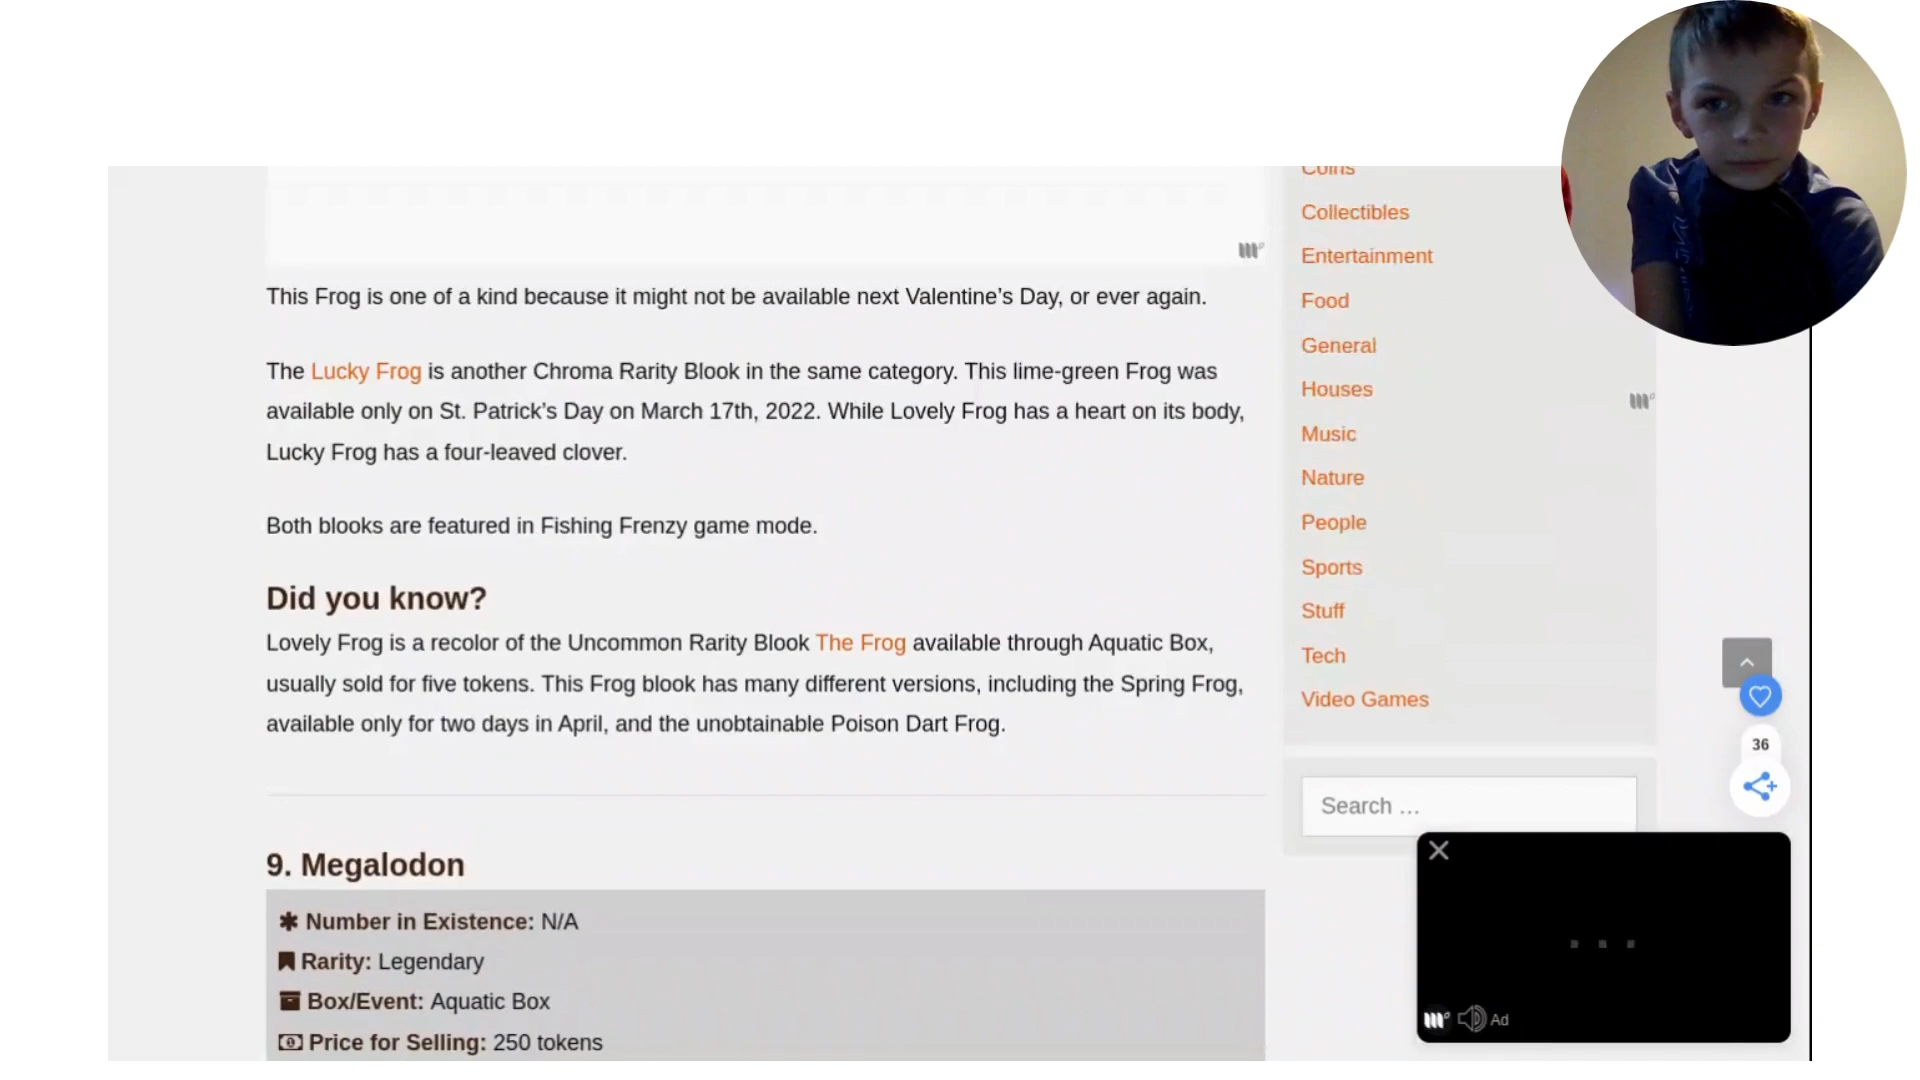 This Frog is one of a kind because it might not be available next Valentine’s Day, or ever again.
The Lucky Frog is another Chroma Rarity Blook in the same category. This lime-green Frog was
available only on St. Patrick’s Day on March 17th, 2022. While Lovely Frog has a heart on its body,
Lucky Frog has a four-leaved clover.
Both blooks are featured in Fishing Frenzy game mode.
Did you know?
Lovely Frog is a recolor of the Uncommon Rarity Blook The Frog available through Aquatic Box,
usually sold for five tokens. This Frog blook has many different versions, including the Spring Frog,
available only for two days in April, and the unobtainable Poison Dart Frog.
9. Megalodon
Number in Existence: N/A
Rarity: Legendary
Box/Event: Aquatic Box
Price for Selling: 250 tokens
Coins
Collectibles
Entertainment
Food
General
Houses
Music
Nature
People
Sports
Stuff
Tech
Video Games
Search …
36
Ad